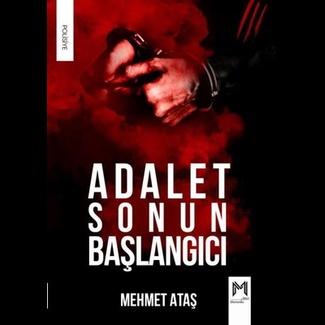 POLİSİYE
ADALET
SONUN
BAŞLANGICI
MEHMET ATAŞ
M